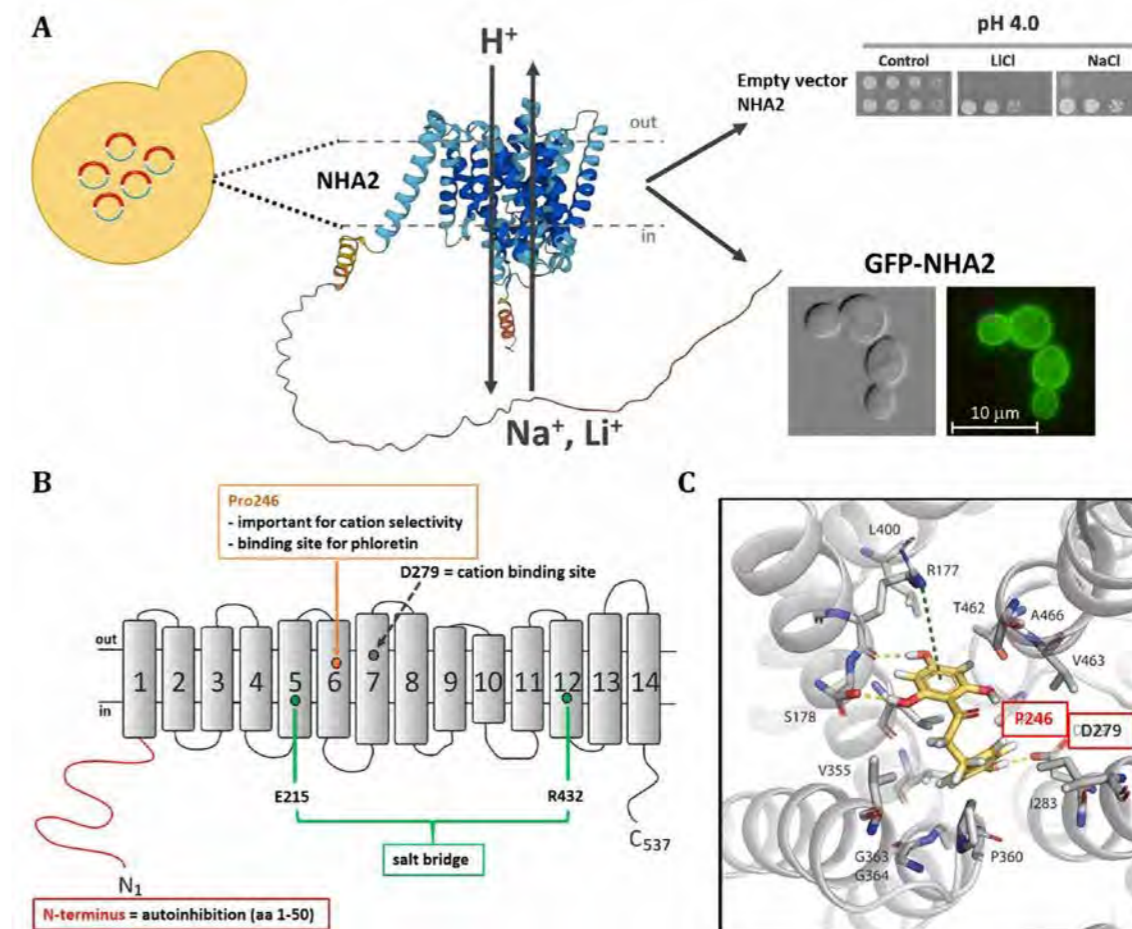 A
H+
pH 4.0
Control LiCl NaCl
Empty vector
NHA2
out
NHA2
in
GFP-NHA2
10 µm
Na+, Li+
B
Pro246
- important for cation selectivity
- binding site for phloretin
D279 = cation binding site
out
1 2 3 4 5 6 7 8 9 10 11 12 13 14
in
E215
R432
salt bridge
C537
N1
N-terminus = autoinhibition (aa 1-50)
C
L400
R177
T462
A466
V463
S178
P246
D279
V355
I283
G363
G364
P360